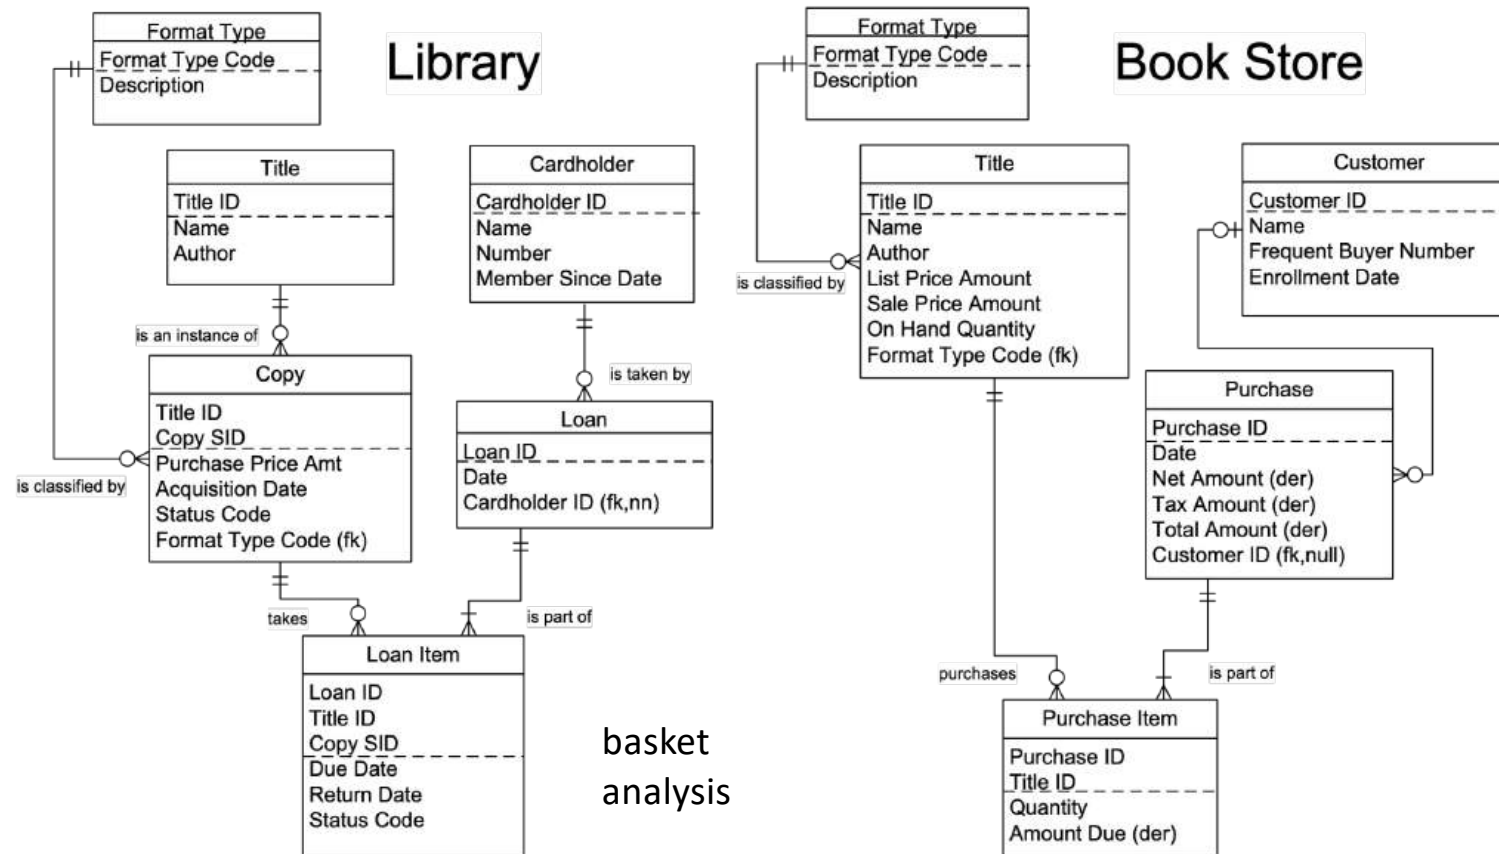 Library
Format Type
Format Type Code
Description
Title
Title ID
Name
Author
Cardholder
Cardholder ID
Name
Number
Member Since Date
is an instance of
is taken by
Copy
Title ID
Copy SID
Purchase Price Amt
Acquisition Date
Status Code
Format Type Code (fk)
is classified by
Loan
Loan ID
Date
Cardholder ID (fk,nn)
takes
is part of
Loan Item
Loan ID
Title ID
Copy SID
Due Date
Return Date
Status Code
basket
analysis
Book Store
Format Type
Format Type Code
Description
Title
Title ID
Name
Author
List Price Amount
Sale Price Amount
On Hand Quantity
Format Type Code (fk)
is classified by
Customer
Customer ID
Name
Frequent Buyer Number
Enrollment Date
Purchase
Purchase ID
Date
Net Amount (der)
Tax Amount (der)
Total Amount (der)
Customer ID (fk,null)
purchases
is part of
Purchase Item
Purchase ID
Title ID
Quantity
Amount Due (der)